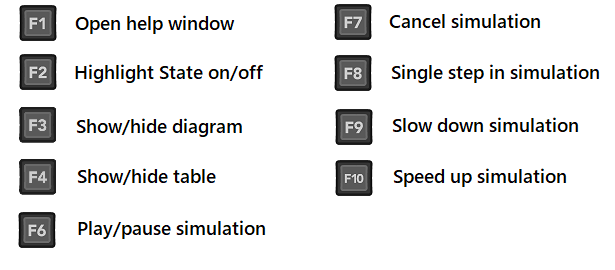 F1 Open help window
F2 Highlight State on/off
F3 Show/hide diagram
F4 Show/hide table
F6 Play/pause simulation
F7 Cancel simulation
F8 Single step in simulation
F9 Slow down simulation
F10 Speed up simulation